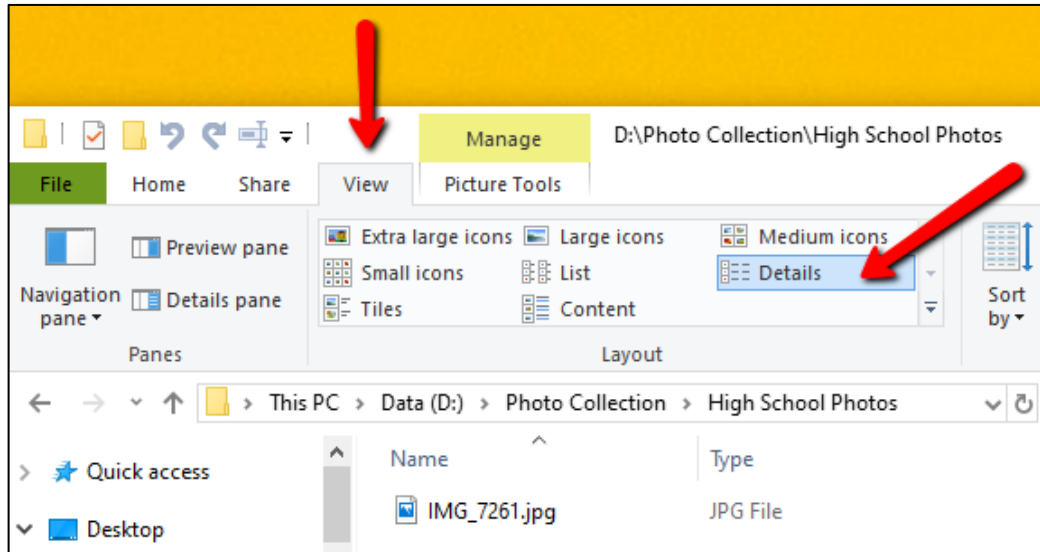 Manage
D:\Photo Collection\High School Photos
File Home Share View Picture Tools
Preview pane
Details pane
Navigation pane
Panes
Extra large icons Large icons Medium icons
Small icons List Details
Tiles Content
Layout
Sort by
This PC > Data (D:) > Photo Collection > High School Photos
Quick access
Desktop
Name Type
IMG_7261.jpg JPG File